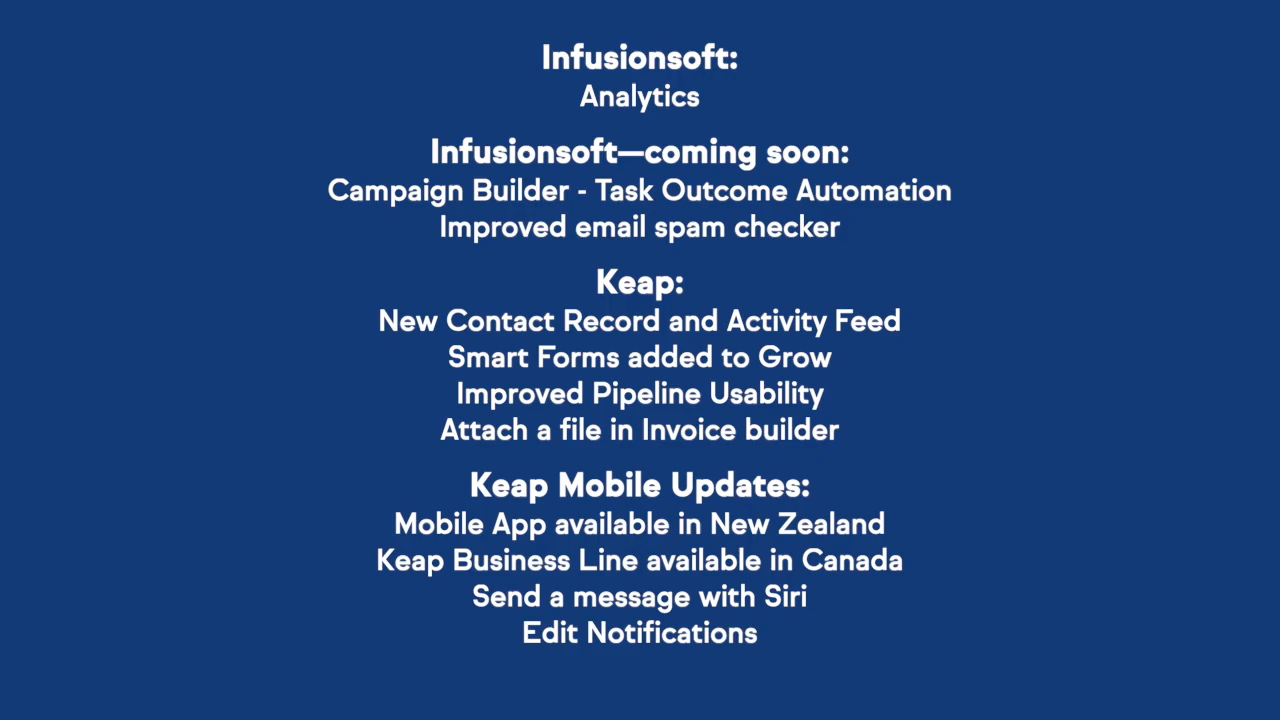 Infusionsoft:
Analytics
Infusionsoft—coming soon:
Campaign Builder - Task Outcome Automation
Improved email spam checker
Keap:
New Contact Record and Activity Feed
Smart Forms added to Grow
Improved Pipeline Usability
Attach a file in Invoice builder
Keap Mobile Updates:
Mobile App available in New Zealand
Keap Business Line available in Canada
Send a message with Siri
Edit Notifications